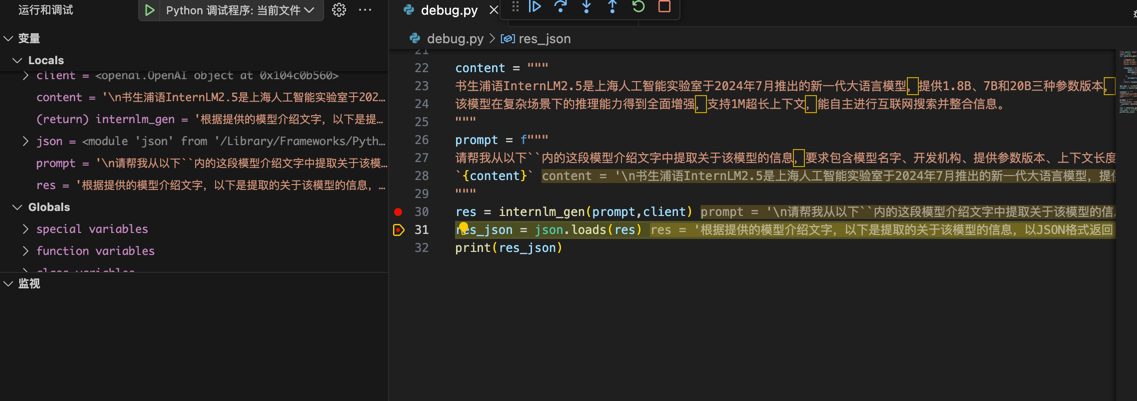 运行和调试
Python 调试程序: 当前文件
变量
Locals
client = <openai.OpenAI object at 0x104c0b560>
content = '\n书生浦语InternLM2.5是上海人工智能实验室于202…
(return) internlm_gen = '根据提供的模型介绍文字，以下是提…
json = <module 'json' from '/Library/Frameworks/Pyth…
prompt = '\n请帮我从以下``内的这段模型介绍文字中提取关于该模…
res = '根据提供的模型介绍文字，以下是提取的关于该模型的信息，…
Globals
special variables
function variables
class variables
监视
debug.py
debug.py > res_json
21
22 content = """
23 书生浦语InternLM2.5是上海人工智能实验室于2024年7月推出的新一代大语言模型，提供1.8B、7B和20B三种参数版本，
24 该模型在复杂场景下的推理能力得到全面增强，支持1M超长上下文，能自主进行互联网搜索并整合信息。
25 """
26 prompt = f"""
27 请帮我从以下``内的这段模型介绍文字中提取关于该模型的信息，要求包含模型名字、开发机构、提供参数版本、上下文长度
28 `{content}` content = '\n书生浦语InternLM2.5是上海人工智能实验室于2024年7月推出的新一代大语言模型，提供
29 """
30 res = internlm_gen(prompt,client) prompt = '\n请帮我从以下``内的这段模型介绍文字中提取关于该模型的信息
31 res_json = json.loads(res) res = '根据提供的模型介绍文字，以下是提取的关于该模型的信息，以JSON格式返回
32 print(res_json)